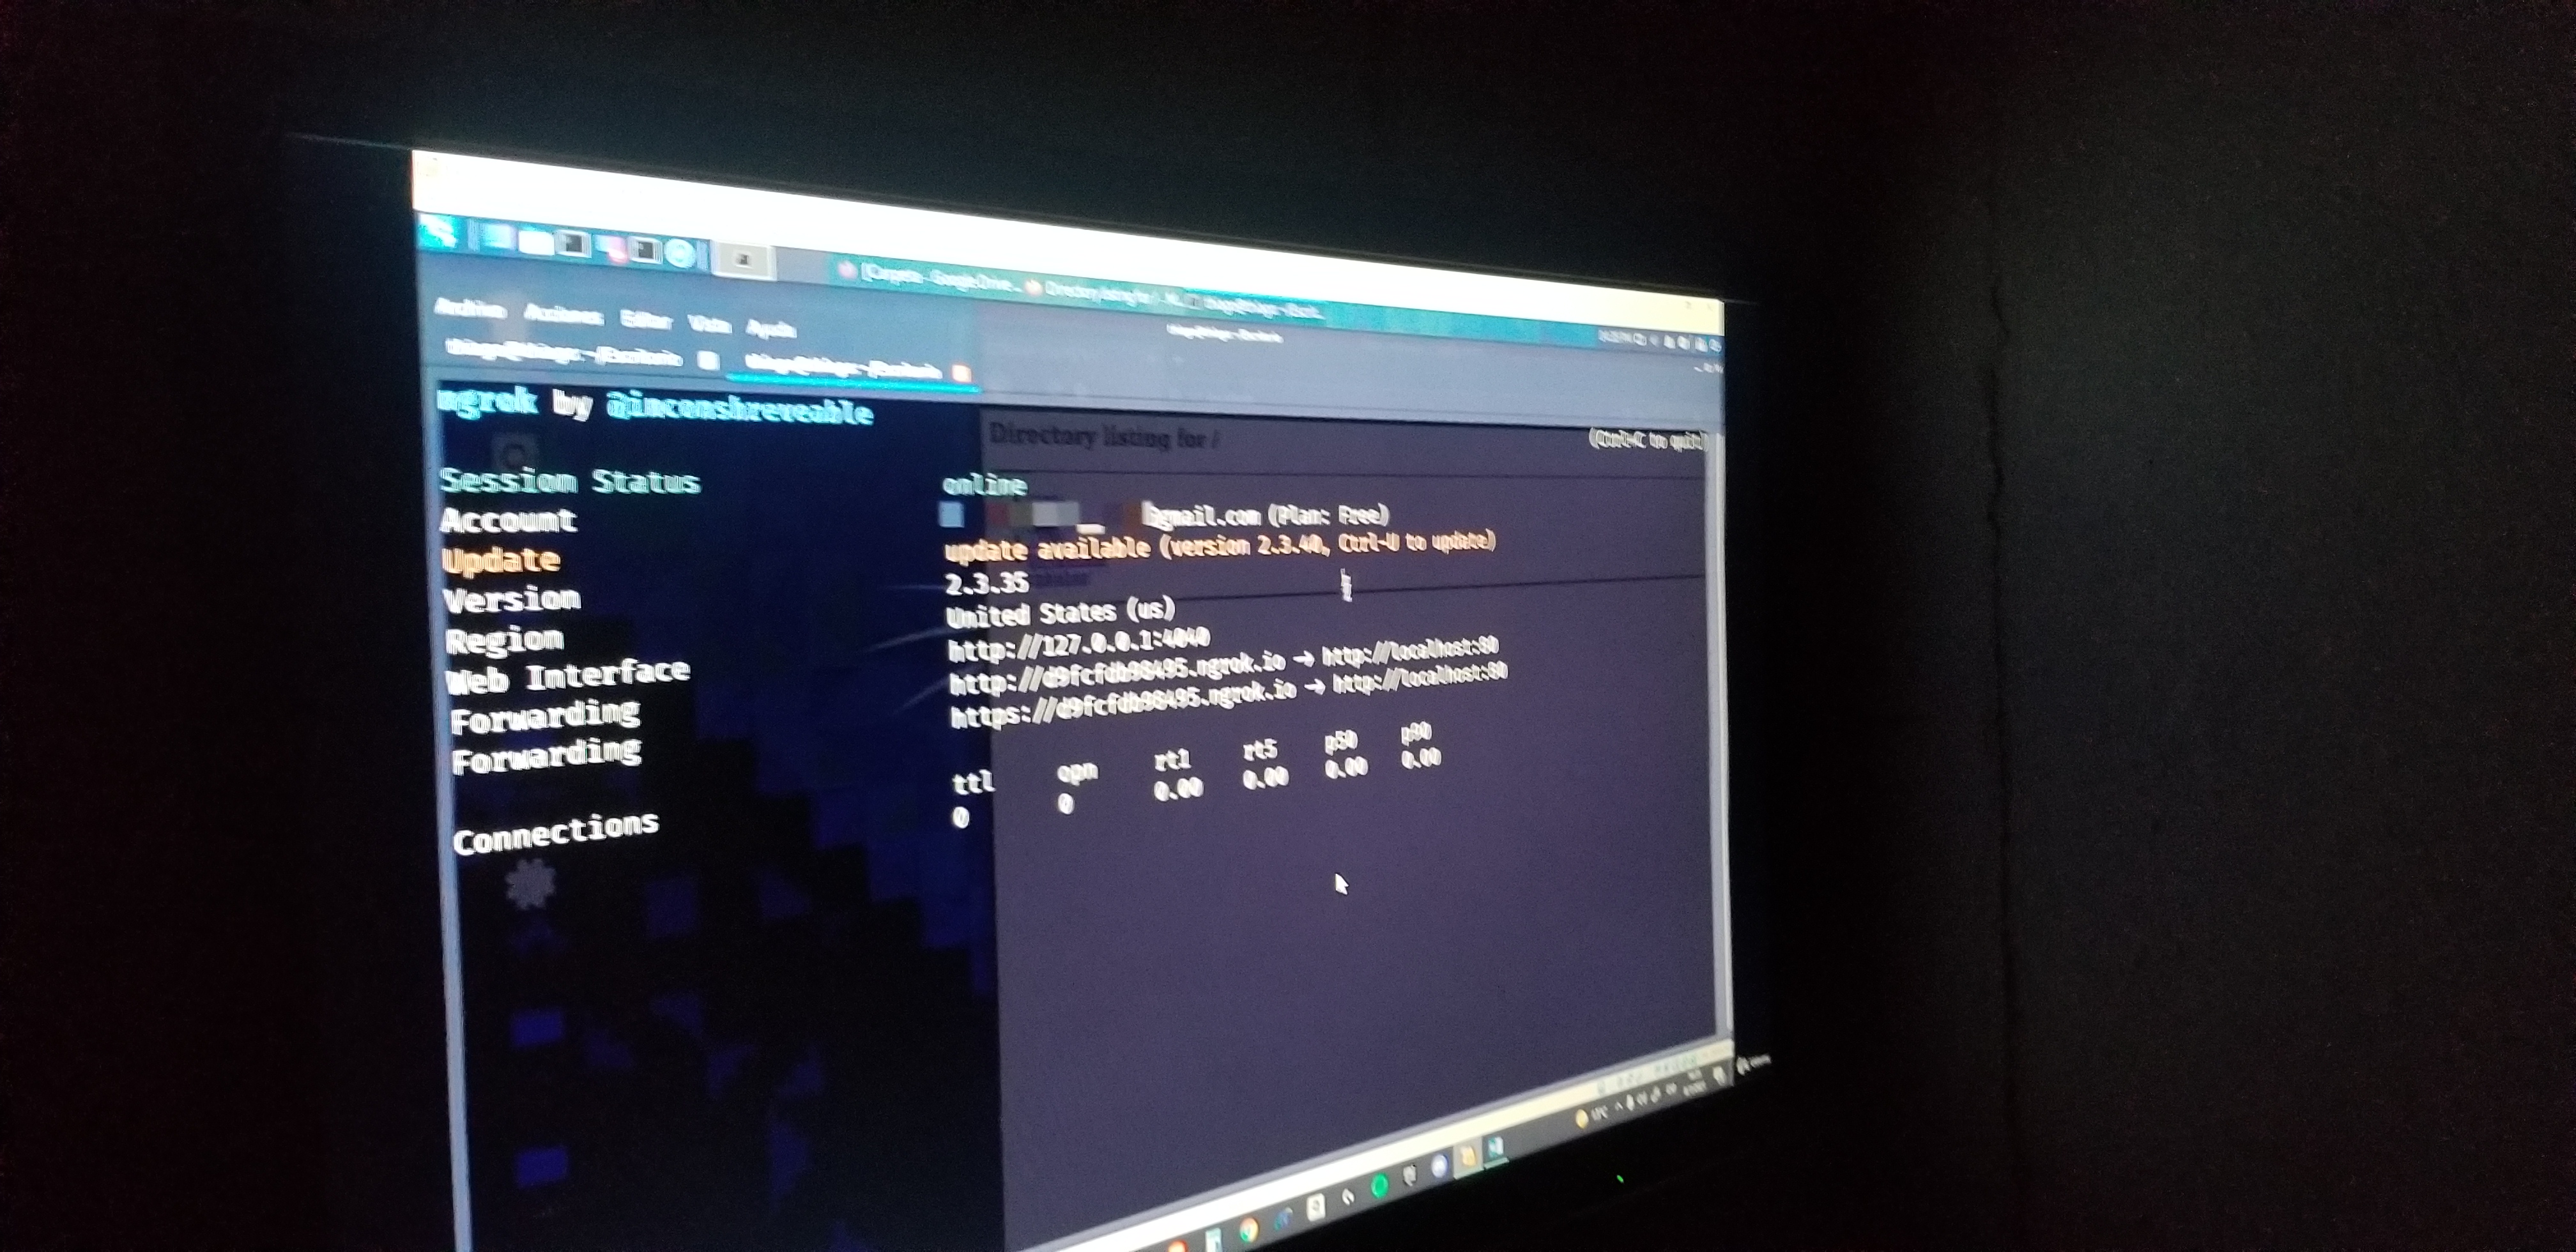 Archivo Acciones Editar Vista Ayuda
ngrok by @inconshreveable
(Ctrl+C to quit)
Directory listing for /
Session Status online
Account @gmail.com (Plan: Free)
Update update available (version 2.3.40, Ctrl-U to update)
Version 2.3.35
Region United States (us)
Web Interface http://127.0.0.1:4040
Forwarding http://d9fcfdb98495.ngrok.io → http://localhost:80
Forwarding https://d9fcfdb98495.ngrok.io → http://localhost:80
Connections ttl opn rt1 rt5 p50 p90
0 0 0.00 0.00 0.00 0.00